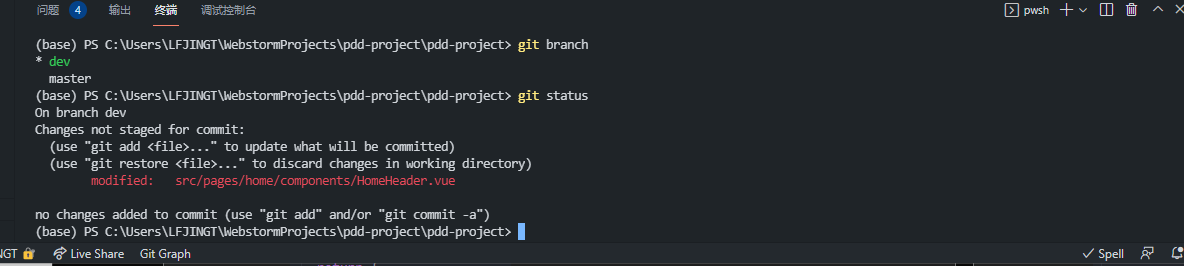 问题 4 输出 终端 调试控制台 pwsh
(base) PS C:\Users\LFJINGT\WebstormProjects\pdd-project\pdd-project> git branch
* dev
  master
(base) PS C:\Users\LFJINGT\WebstormProjects\pdd-project\pdd-project> git status
On branch dev
Changes not staged for commit:
  (use "git add <file>..." to update what will be committed)
  (use "git restore <file>..." to discard changes in working directory)
        modified:   src/pages/home/components/HomeHeader.vue

no changes added to commit (use "git add" and/or "git commit -a")
(base) PS C:\Users\LFJINGT\WebstormProjects\pdd-project\pdd-project>
NGT Live Share Git Graph Spell